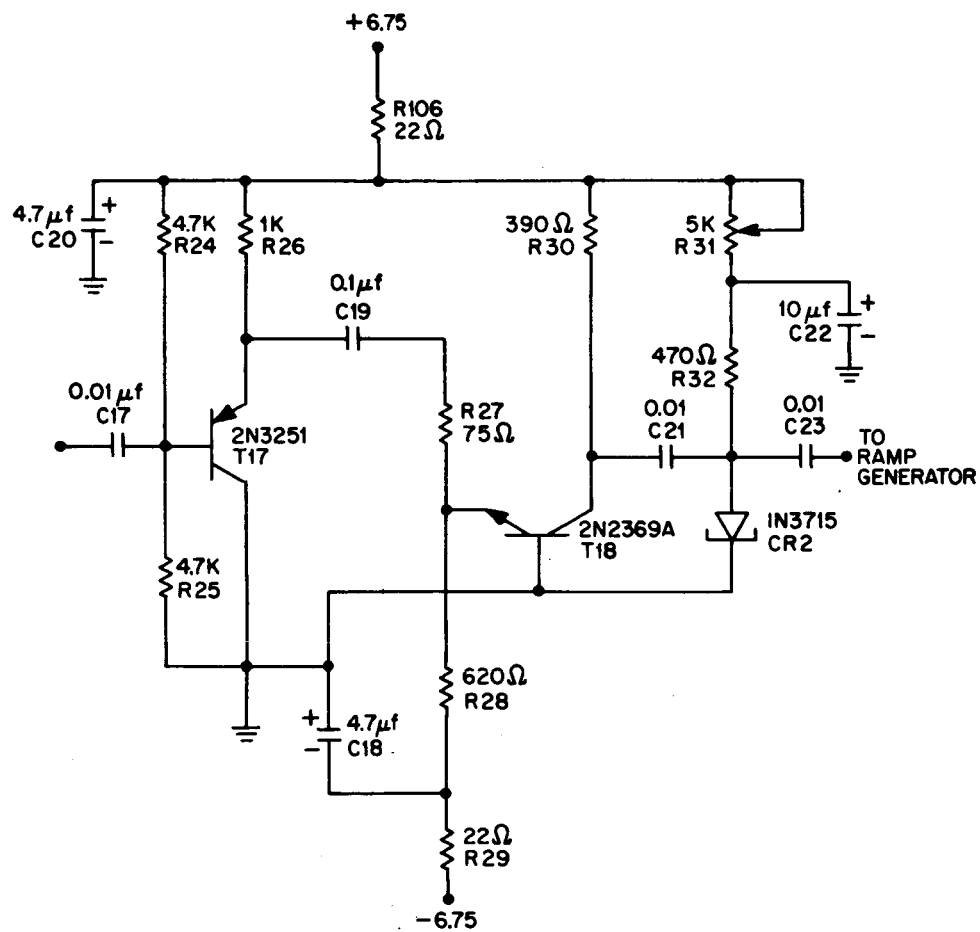 +6.75
R106
22Ω
4.7μf
C20
+
-
4.7K
R24
1K
R26
390Ω
R30
5K
R31
0.1μf
C19
10μf
C22
+
-
470Ω
R32
0.01μf
C17
R27
75Ω
0.01
C21
0.01
C23
TO
RAMP
GENERATOR
2N3251
T17
2N2369A
T18
IN3715
CR2
4.7K
R25
620Ω
R28
+
-
4.7μf
C18
22Ω
R29
-6.75